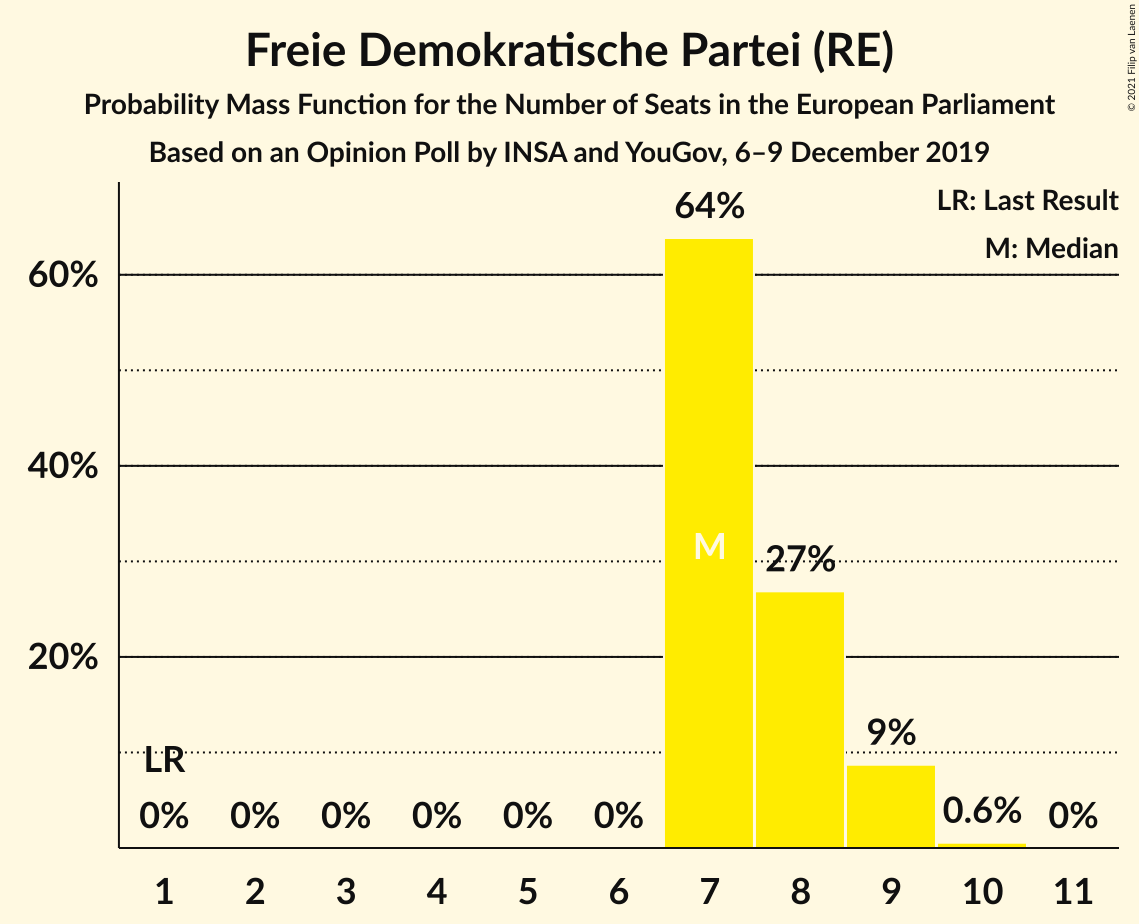 Freie Demokratische Partei (RE)
Probability Mass Function for the Number of Seats in the European Parliament
Based on an Opinion Poll by INSA and YouGov, 6–9 December 2019
© 2021 Filip van Laenen
LR: Last Result
M: Median
60%
40%
20%
LR
0%
0%
0%
0%
0%
0%
64%
M
27%
9%
0.6%
0%
1 2 3 4 5 6 7 8 9 10 11